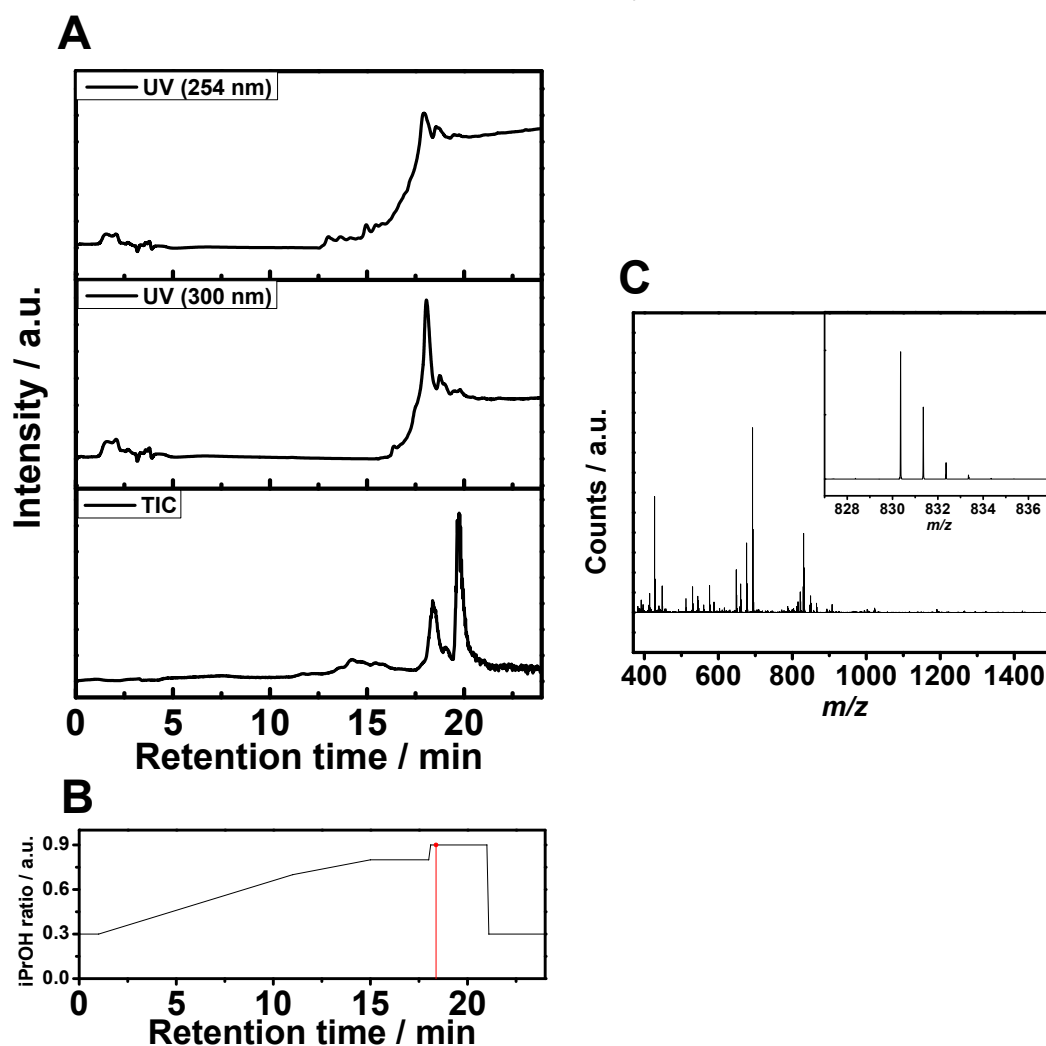 A
UV (254 nm)
UV (300 nm)
TIC
Intensity / a.u.
0 5 10 15 20
Retention time / min
B
iPrOH ratio / a.u.
0.9
0.6
0.3
0.0
0 5 10 15 20
Retention time / min
C
Counts / a.u.
828 830 832 834 836
m/z
400 600 800 1000 1200 1400
m/z